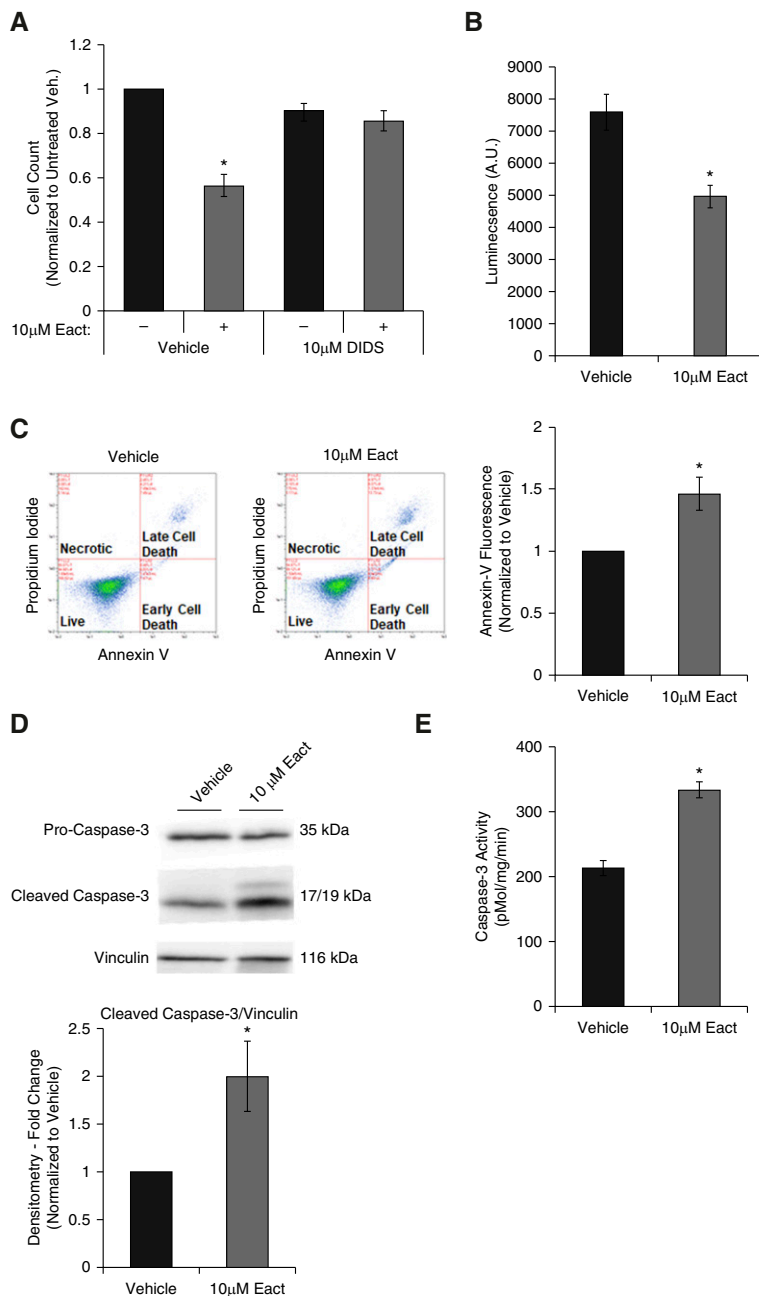 A
1.2
1
0.8
0.6
0.4
0.2
0
Cell Count
(Normalized to Untreated Veh.)
*
10µM Eact:
– + – +
Vehicle 10µM DIDS
B
9000
8000
7000
6000
5000
4000
3000
2000
1000
0
Luminecsence (A.U.)
*
Vehicle 10µM Eact
C
Vehicle
Propidium Iodide
Necrotic
Late Cell
Death
Live
Early Cell
Death
Annexin V
10µM Eact
Propidium Iodide
Necrotic
Late Cell
Death
Live
Early Cell
Death
Annexin V
2
1.5
1
0.5
0
Annexin-V Fluorescence
(Normalized to Vehicle)
*
Vehicle 10µM Eact
D
Vehicle 10 µM Eact
Pro-Caspase-3 35 kDa
Cleaved Caspase-3 17/19 kDa
Vinculin 116 kDa
Cleaved Caspase-3/Vinculin
2.5
2
1.5
1
0.5
0
Densitometry - Fold Change
(Normalized to Vehicle)
*
Vehicle 10µM Eact
E
400
300
200
100
0
Caspase-3 Activity
(pMol/mg/min)
*
Vehicle 10µM Eact